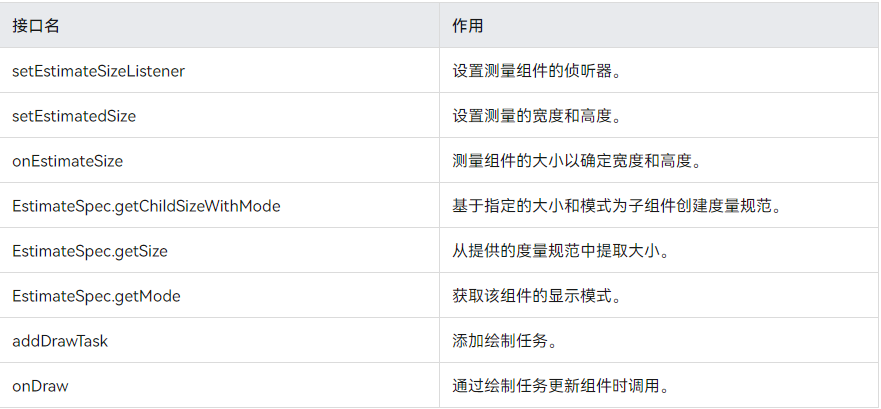 接口名 作用
setEstimateSizeListener 设置测量组件的侦听器。
setEstimatedSize 设置测量的宽度和高度。
onEstimateSize 测量组件的大小以确定宽度和高度。
EstimateSpec.getChildSizeWithMode 基于指定的大小和模式为子组件创建度量规范。
EstimateSpec.getSize 从提供的度量规范中提取大小。
EstimateSpec.getMode 获取该组件的显示模式。
addDrawTask 添加绘制任务。
onDraw 通过绘制任务更新组件时调用。